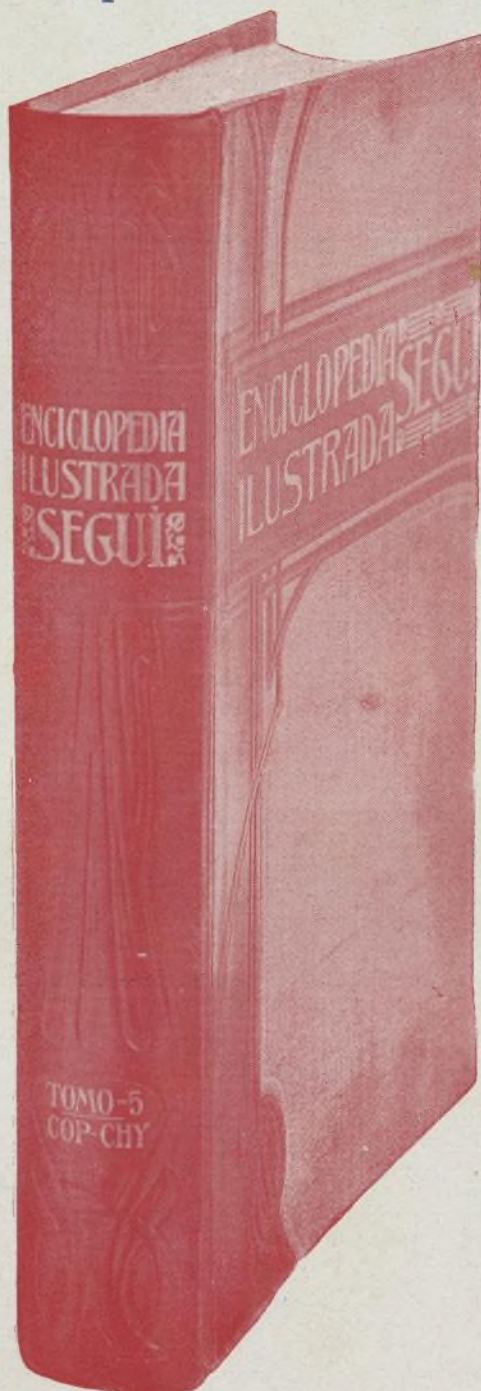 ENCICLOPEDIA
ILUSTRADA
SEGUÍ
TOMO-5
COP-CHY
ENCICLOPEDIA
ILUSTRADA
SEGUÍ